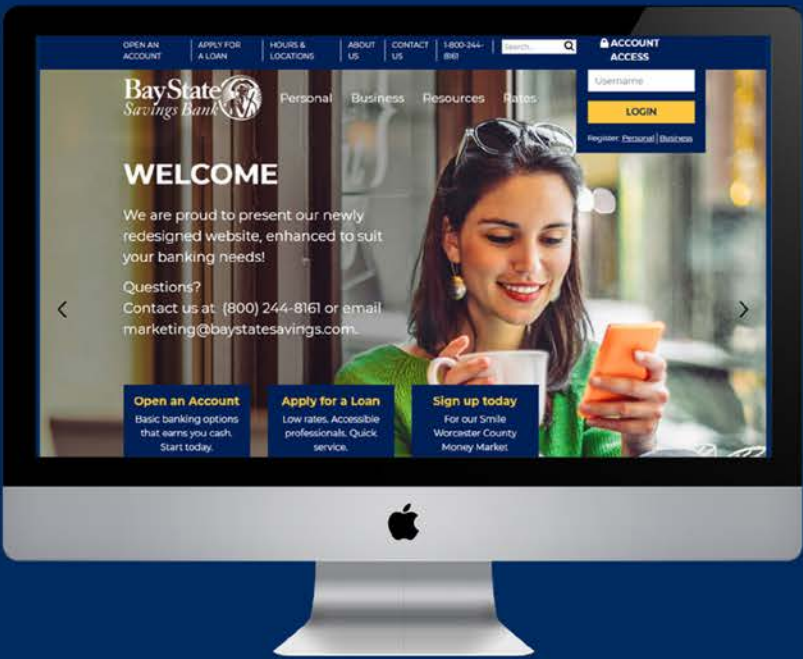 OPEN AN
ACCOUNT
APPLY FOR
A LOAN
HOURS &
LOCATIONS
ABOUT
US
CONTACT
US
1-800-244-
8161
Search...
ACCOUNT
ACCESS
Username
LOGIN
Register: Personal | Business
BayState
Savings Bank
Personal Business Resources Rates
WELCOME
We are proud to present our newly
redesigned website, enhanced to suit
your banking needs!
Questions?
Contact us at (800) 244-8161 or email
marketing@baystatesavings.com.
Open an Account
Basic banking options
that earns you cash.
Start today.
Apply for a Loan
Low rates. Accessible
professionals. Quick
service.
Sign up today
For our Smile
Worcester County
Money Market